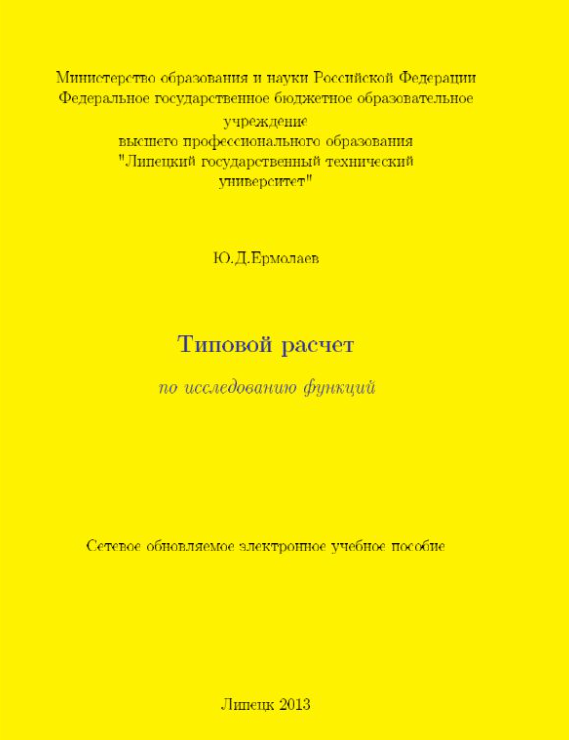 Министерство образования и науки Российской Федерации
Федеральное государственное бюджетное образовательное
учреждение
высшего профессионального образования
"Липецкий государственный технический
университет"
Ю.Д.Ермолаев
Типовой расчет
по исследованию функций
Сетевое обновляемое электронное учебное пособие
Липецк 2013